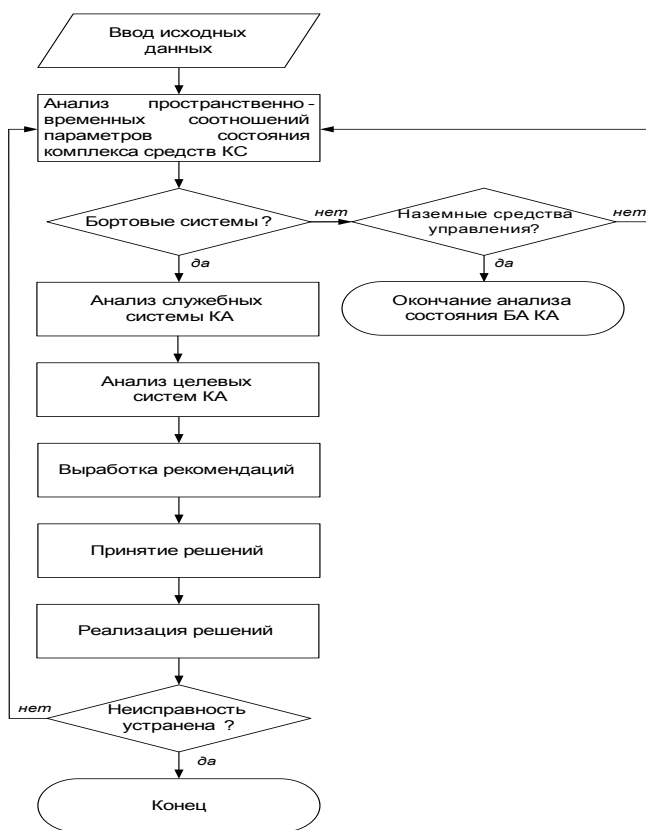 Ввод исходных
данных
Анализ пространственно -
временных соотношений
параметров состояния
комплекса средств КС
Бортовые системы ?
нет
Наземные средства
управления?
нет
да
да
Анализ служебных
системы КА
Окончание анализа
состояния БА КА
Анализ целевых
систем КА
Выработка рекомендаций
Принятие решений
Реализация решений
нет
Неисправность
устранена ?
да
Конец